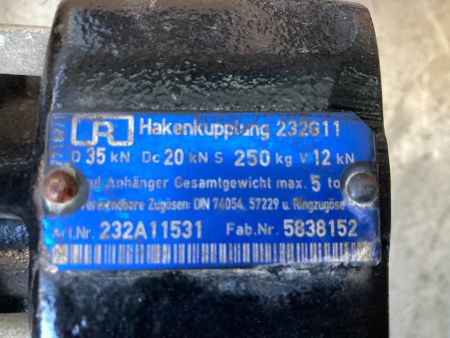 Hakenkupplung 232G11
D 35 kN Dc 20 kN S 250 kg V 12 kN
Anhänger Gesamtgewicht max. 5 to
Zugösen: DIN 74054, 57229 u. Ringzugöse
Art.Nr. 232A11531 Fab.Nr. 5838152